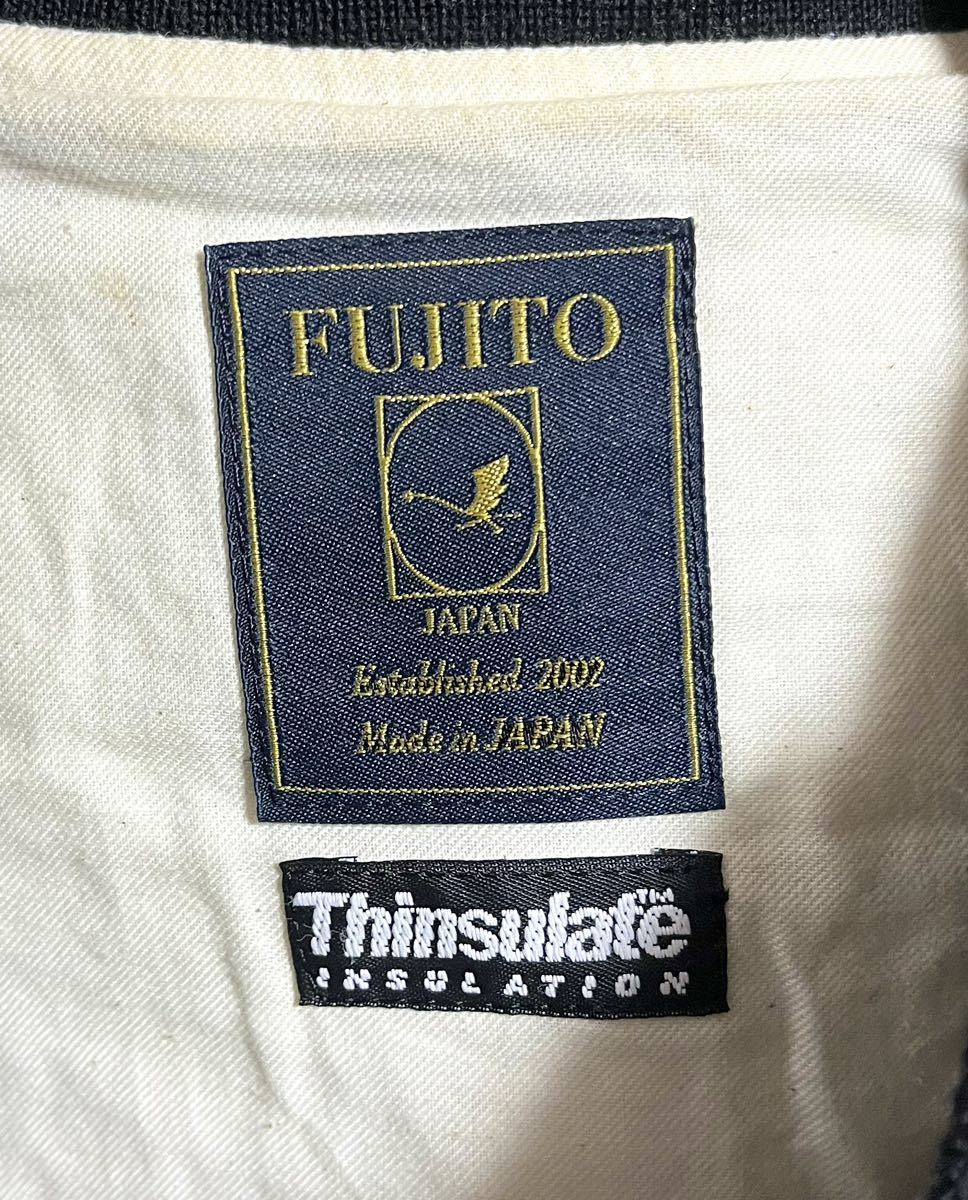 FUJITO
JAPAN
Established 2002
Made in JAPAN
Thinsulate™
INSULATION